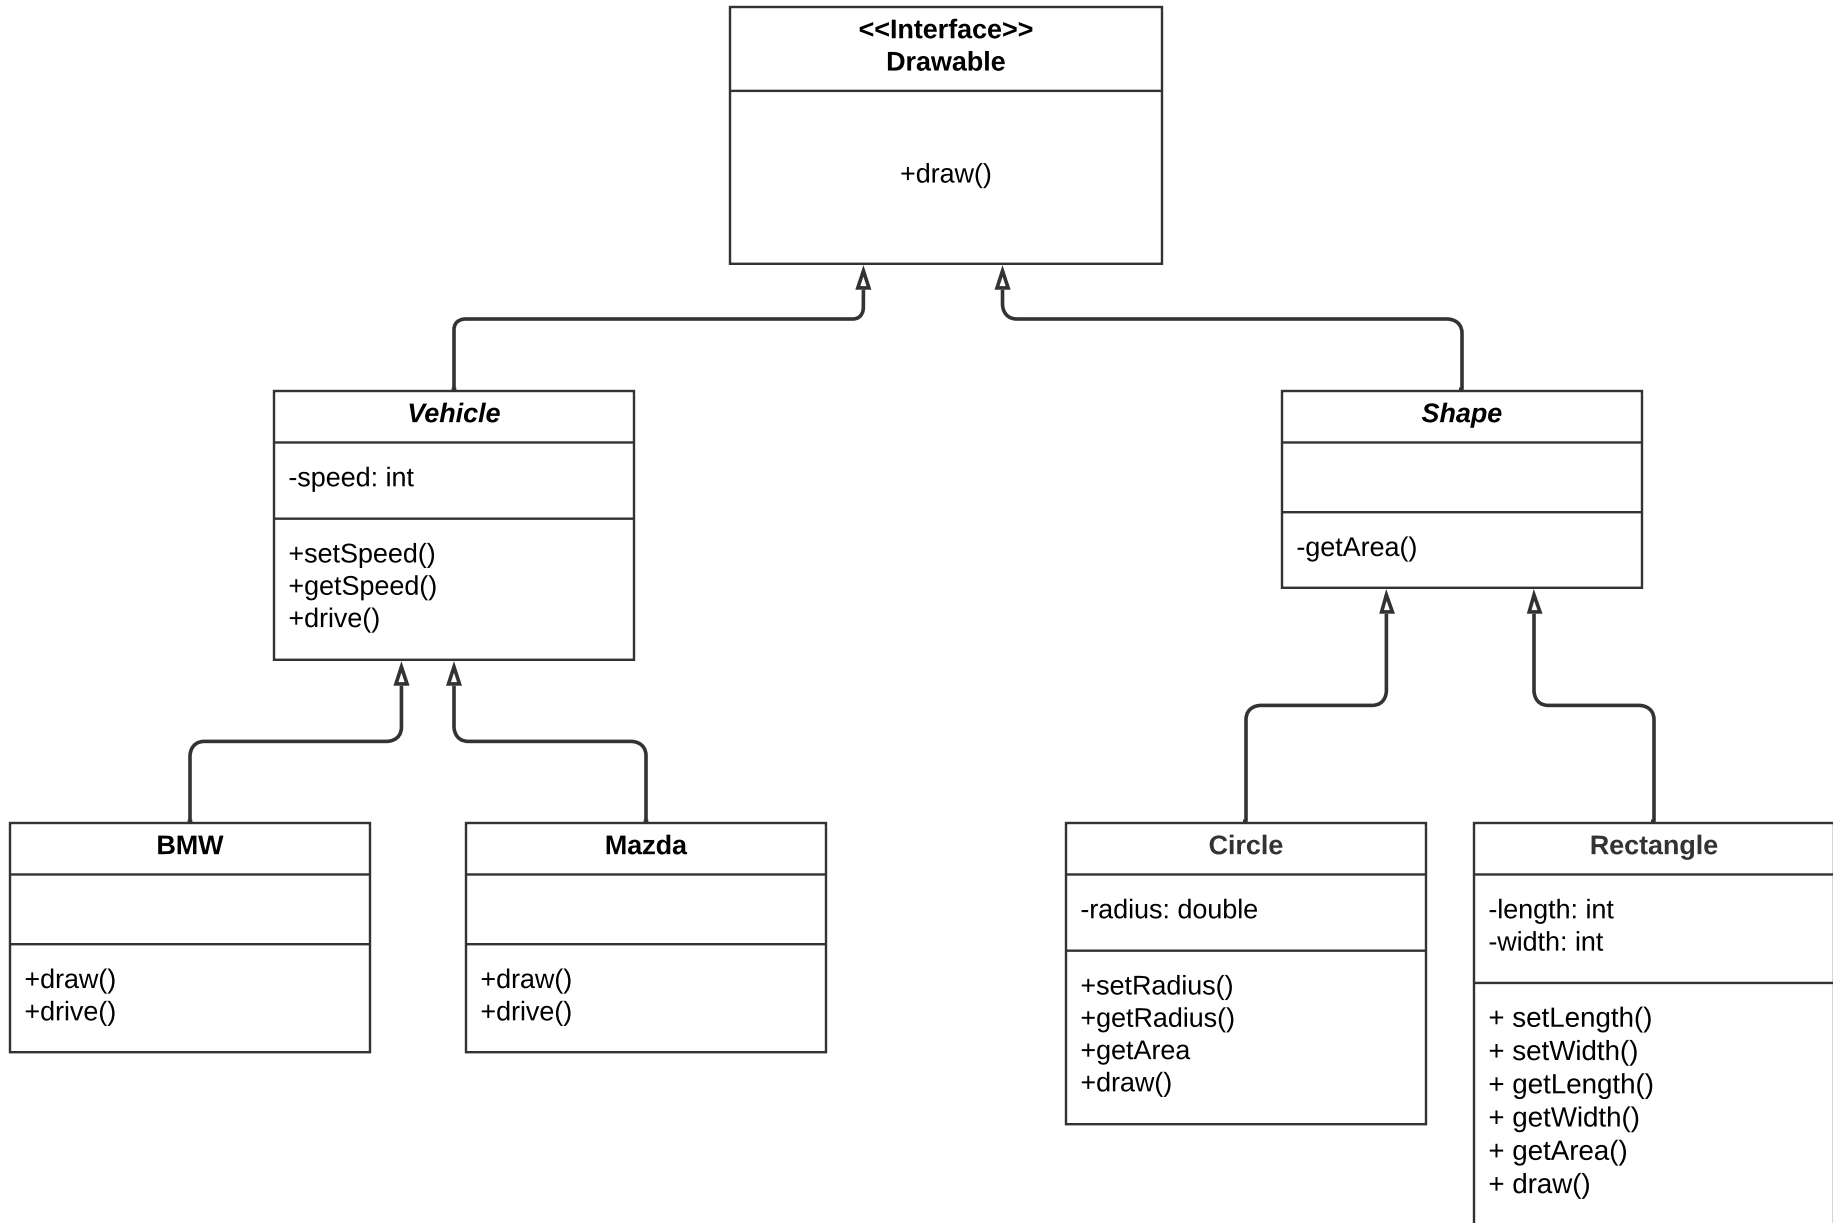 <<Interface>>
Drawable
+draw()
Vehicle
-speed: int
+setSpeed()
+getSpeed()
+drive()
Shape
-getArea()
BMW
+draw()
+drive()
Mazda
+draw()
+drive()
Circle
-radius: double
+setRadius()
+getRadius()
+getArea
+draw()
Rectangle
-length: int
-width: int
+ setLength()
+ setWidth()
+ getLength()
+ getWidth()
+ getArea()
+ draw()